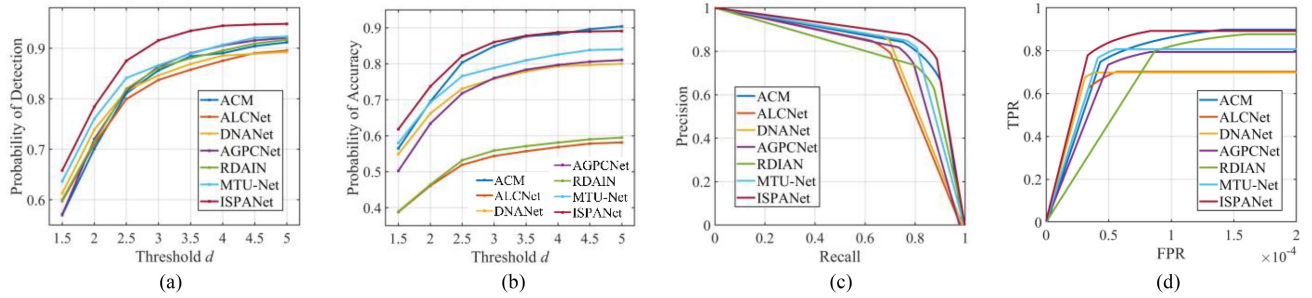 Probability of Detection
0.9
0.8
0.7
0.6
ACM
ALCNet
DNANet
AGPCNet
RDAIN
MTU-Net
ISPANet
1.5 2 2.5 3 3.5 4 4.5 5
Threshold d
(a)
Probability of Accuracy
0.9
0.8
0.7
0.6
0.5
0.4
ACM
ALCNet
DNANet
AGPCNet
RDAIN
MTU-Net
ISPANet
1.5 2 2.5 3 3.5 4 4.5 5
Threshold d
(b)
Precision
1
0.8
0.6
0.4
0.2
0
ACM
ALCNet
DNANet
AGPCNet
RDIAN
MTU-Net
ISPANet
0 0.2 0.4 0.6 0.8 1
Recall
(c)
TPR
1
0.8
0.6
0.4
0.2
0
ACM
ALCNet
DNANet
AGPCNet
RDIAN
MTU-Net
ISPANet
0 0.5 1 1.5 2
FPR ×10⁻⁴
(d)